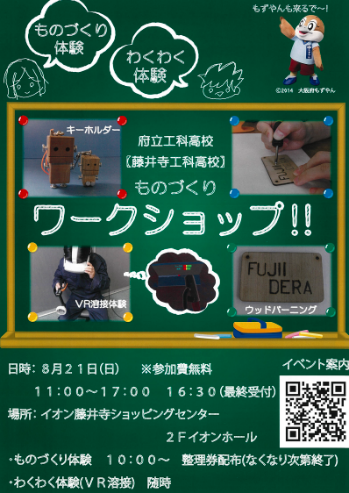 ものづくり
体験
わくわく
体験
もずやんも来るで～!
©2014 大阪府もずやん
キーホルダー
府立工科高校
〔藤井寺工科高校〕
ものづくり
ワークショップ!!
VR溶接体験
FUJII
DERA
ウッドバーニング
日時: 8月21日(日) ※参加費無料
11:00～17:00 16:30(最終受付)
イベント案内
場所: イオン藤井寺ショッピングセンター
2Fイオンホール
・ものづくり体験 10:00～ 整理券配布(なくなり次第終了)
・わくわく体験(VR溶接) 随時